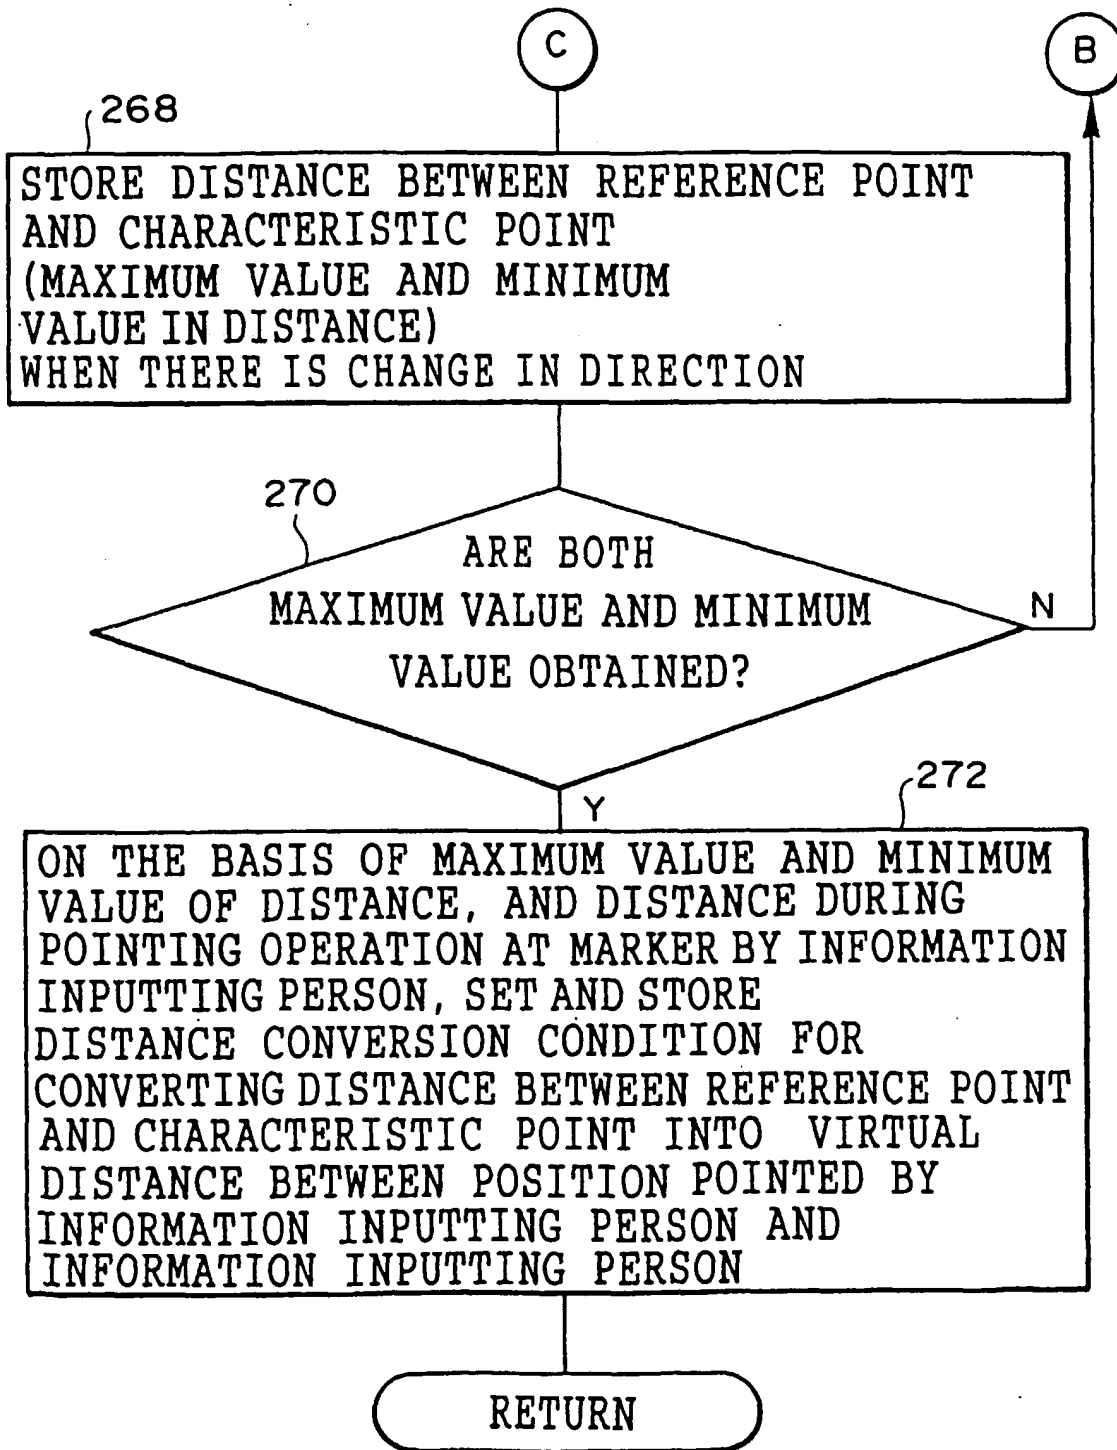 C
B
268
STORE DISTANCE BETWEEN REFERENCE POINT
AND CHARACTERISTIC POINT
(MAXIMUM VALUE AND MINIMUM
VALUE IN DISTANCE)
WHEN THERE IS CHANGE IN DIRECTION
270
ARE BOTH
MAXIMUM VALUE AND MINIMUM
VALUE OBTAINED?
N
Y
272
ON THE BASIS OF MAXIMUM VALUE AND MINIMUM
VALUE OF DISTANCE, AND DISTANCE DURING
POINTING OPERATION AT MARKER BY INFORMATION
INPUTTING PERSON, SET AND STORE
DISTANCE CONVERSION CONDITION FOR
CONVERTING DISTANCE BETWEEN REFERENCE POINT
AND CHARACTERISTIC POINT INTO VIRTUAL
DISTANCE BETWEEN POSITION POINTED BY
INFORMATION INPUTTING PERSON AND
INFORMATION INPUTTING PERSON
RETURN